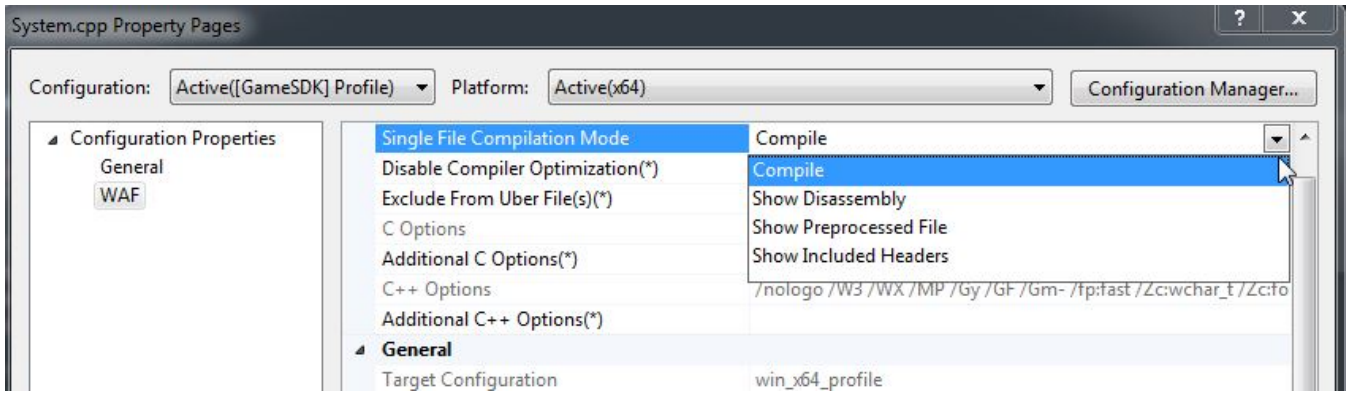 System.cpp Property Pages
? X
Configuration: Active([GameSDK] Profile) Platform: Active(x64) Configuration Manager...
Configuration Properties
General
WAF
Single File Compilation Mode Compile
Disable Compiler Optimization(*) Compile
Exclude From Uber File(s)(*) Show Disassembly
C Options Show Preprocessed File
Additional C Options(*) Show Included Headers
C++ Options /nologo /W3 /WX /MP /Gy /GF /Gm- /fp:fast /Zc:wchar_t /Zc:fo
Additional C++ Options(*)
General
Target Configuration win_x64_profile